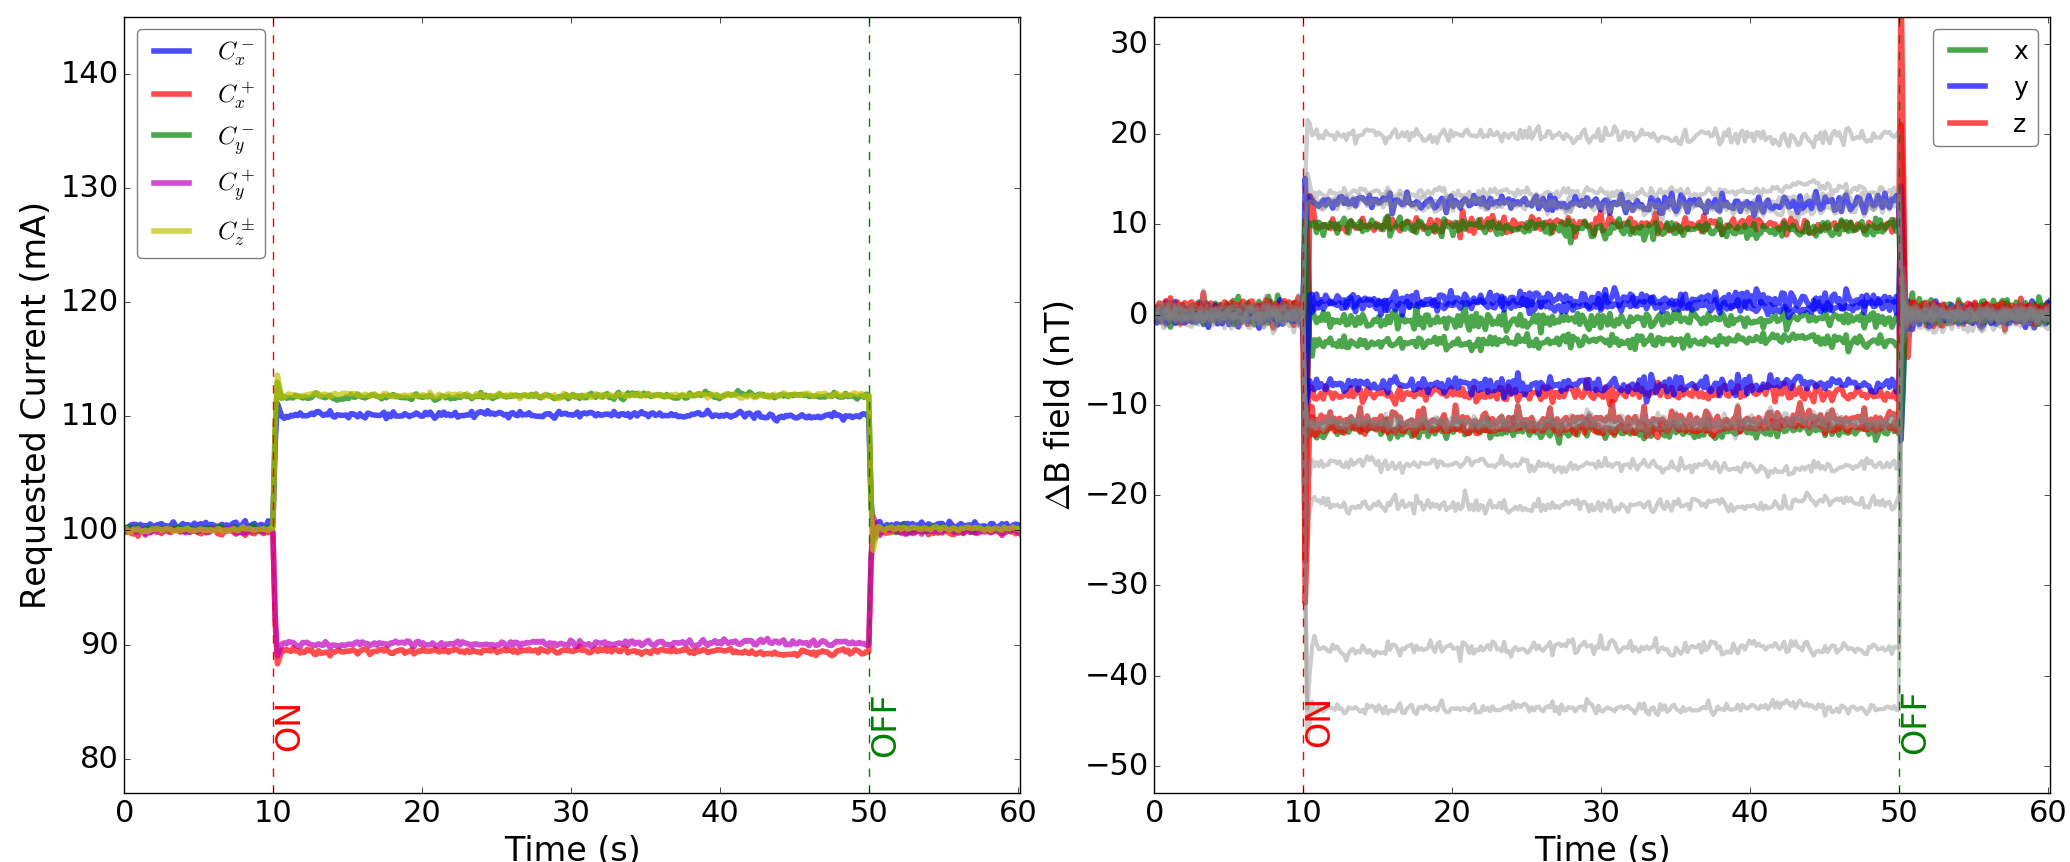 Requested Current (mA)
140
130
120
110
100
90
80
C_x^-
C_x^+
C_y^-
C_y^+
C_z^±
ON
OFF
0 10 20 30 40 50 60
Time (s)
ΔB field (nT)
30
20
10
0
−10
−20
−30
−40
−50
x
y
z
ON
OFF
0 10 20 30 40 50 60
Time (s)